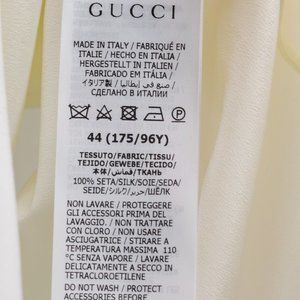 GUCCI
MADE IN ITALY / FABRIQUÉ EN
ITALIE / HECHO EN ITALIA /
HERGESTELLT IN ITALIEN /
FABRICADO EM ITÁLIA /
イタリア製 / صنع في إيطاليا /
СДЕЛАНО В ИТАЛИИ
44 (175/96Y)
TESSUTO/FABRIC/TISSU/
TEJIDO/GEWEBE/TECIDO/
本体/قماش/ТКАНЬ
100% SETA/SILK/SOIE/SEDA/
SEIDE/シルク/حرير/ШЁЛК
NON LAVARE / PROTEGGERE
GLI ACCESSORI PRIMA DEL
LAVAGGIO. / NON TRATTARE
CON CLORO / NON USARE
ASCIUGATRICE / STIRARE A
TEMPERATURA MASSIMA 110
°C SENZA VAPORE / LAVARE
DELICATAMENTE A SECCO IN
TETRACLOROETILENE
DO NOT WASH / PROTECT
ACCESSORIES BEFORE